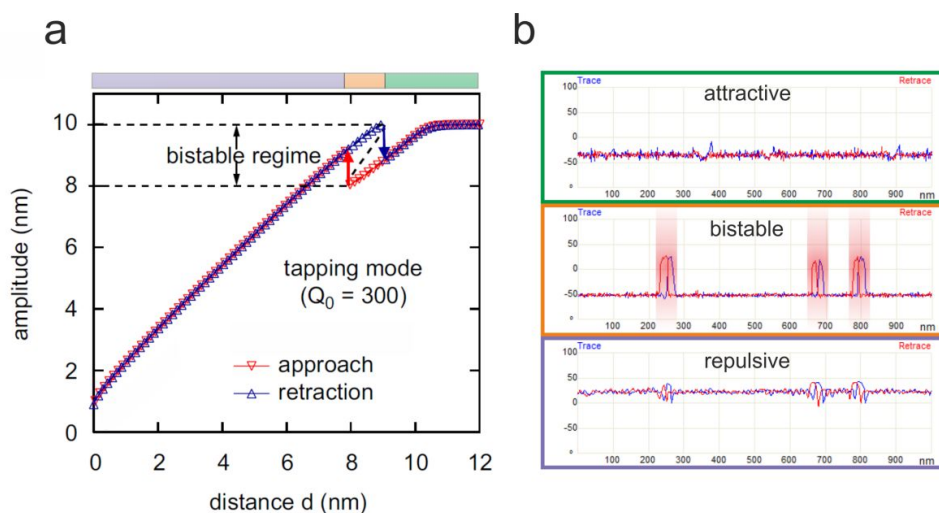 a
10
8
6
4
2
0
amplitude (nm)
bistable regime
tapping mode
(Q0 = 300)
approach
retraction
0 2 4 6 8 10 12
distance d (nm)
b
Trace Retrace
attractive
100
50
0
-50
0
100 200 300 400 500 600 700 800 900 nm
Trace Retrace
bistable
100
50
0
-50
0
100 200 300 400 500 600 700 800 900 nm
Trace Retrace
repulsive
100
50
0
-50
0
100 200 300 400 500 600 700 800 900 nm